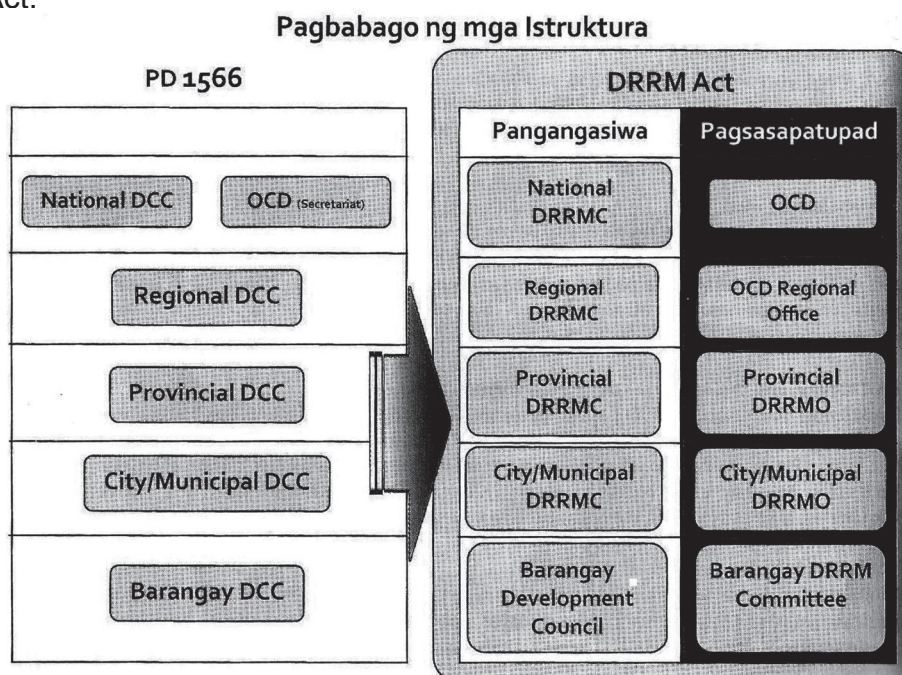 Act.
Pagbabago ng mga Istruktura
PD 1566
National DCC
OCD (Secretariat)
Regional DCC
Provincial DCC
City/Municipal DCC
Barangay DCC
DRRM Act
Pangangasiwa
Pagsasapatupad
National
DRRMC
OCD
Regional
DRRMC
OCD Regional
Office
Provincial
DRRMC
Provincial
DRRMO
City/Municipal
DRRMC
City/Municipal
DRRMO
Barangay
Development
Council
Barangay DRRM
Committee